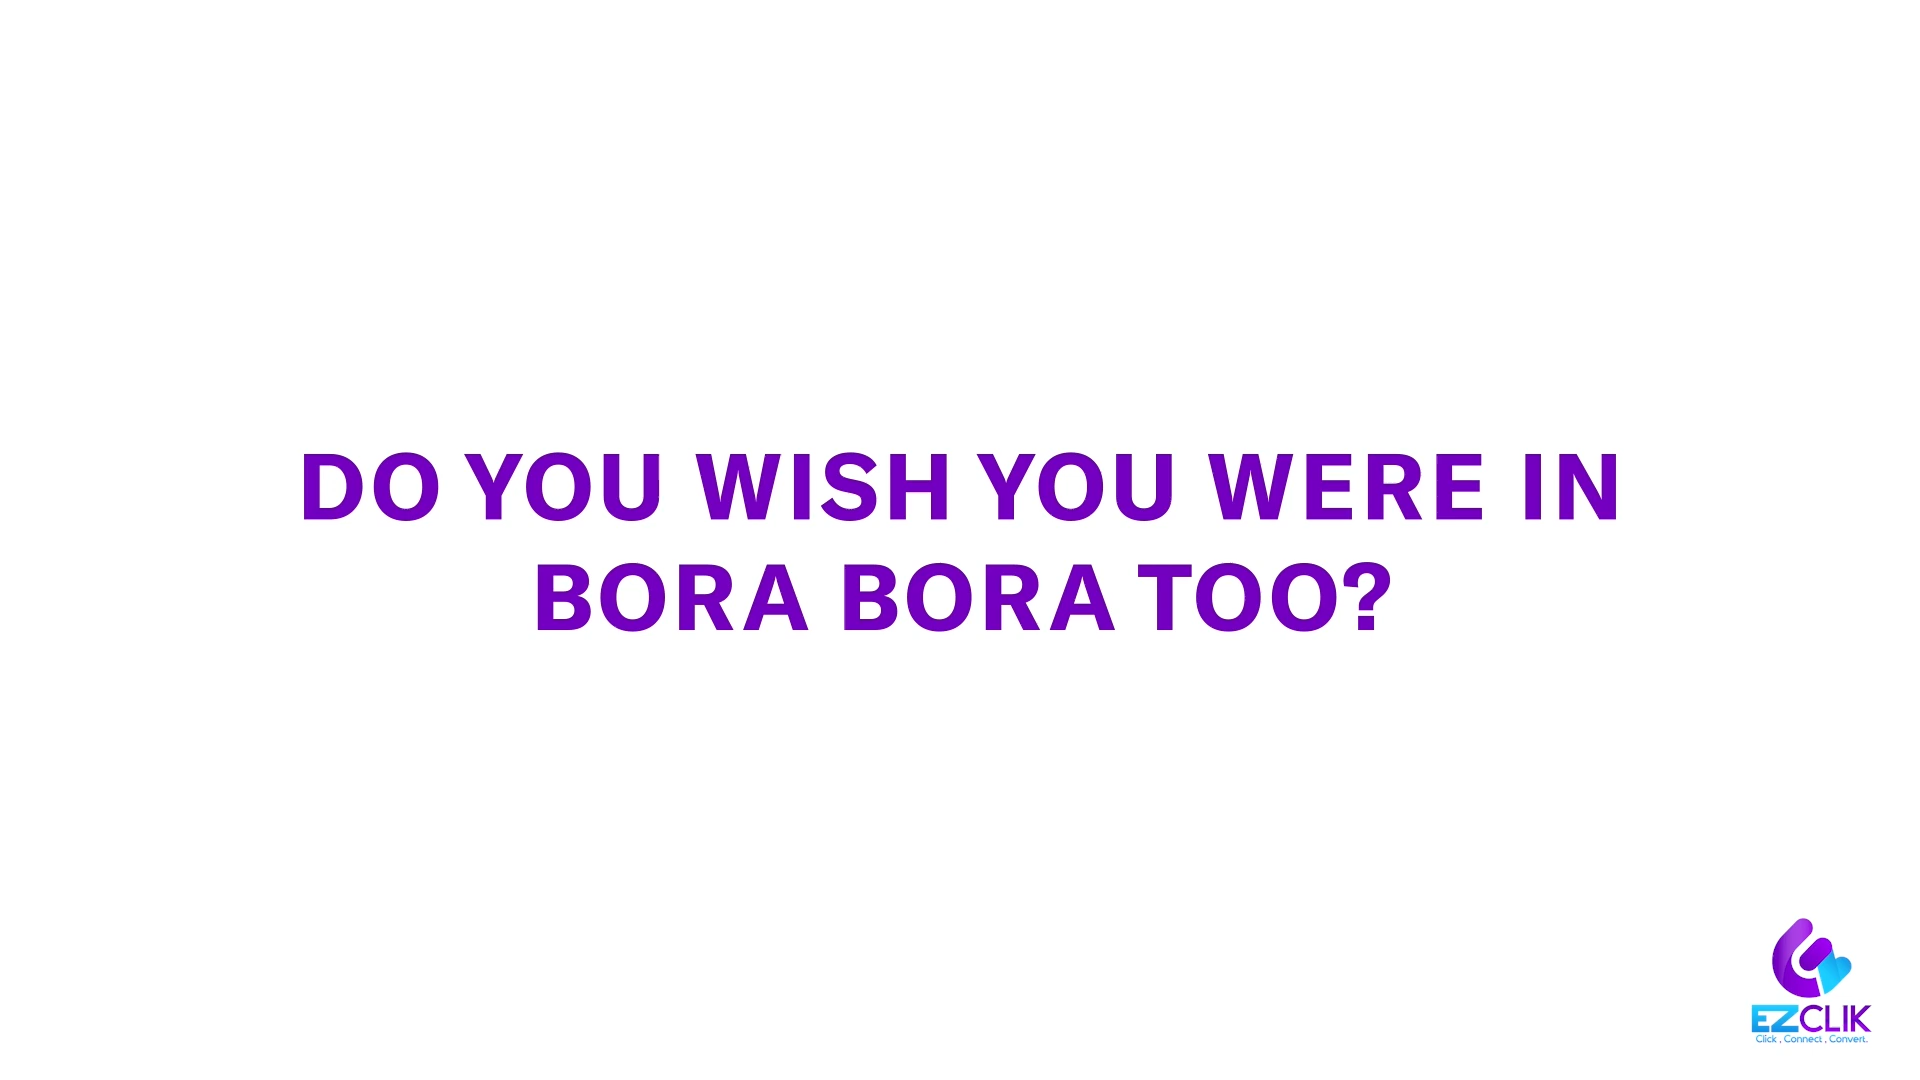 DO YOU WISH YOU WERE IN
BORA BORA TOO?
EZCLIK
Click . Connect . Convert.